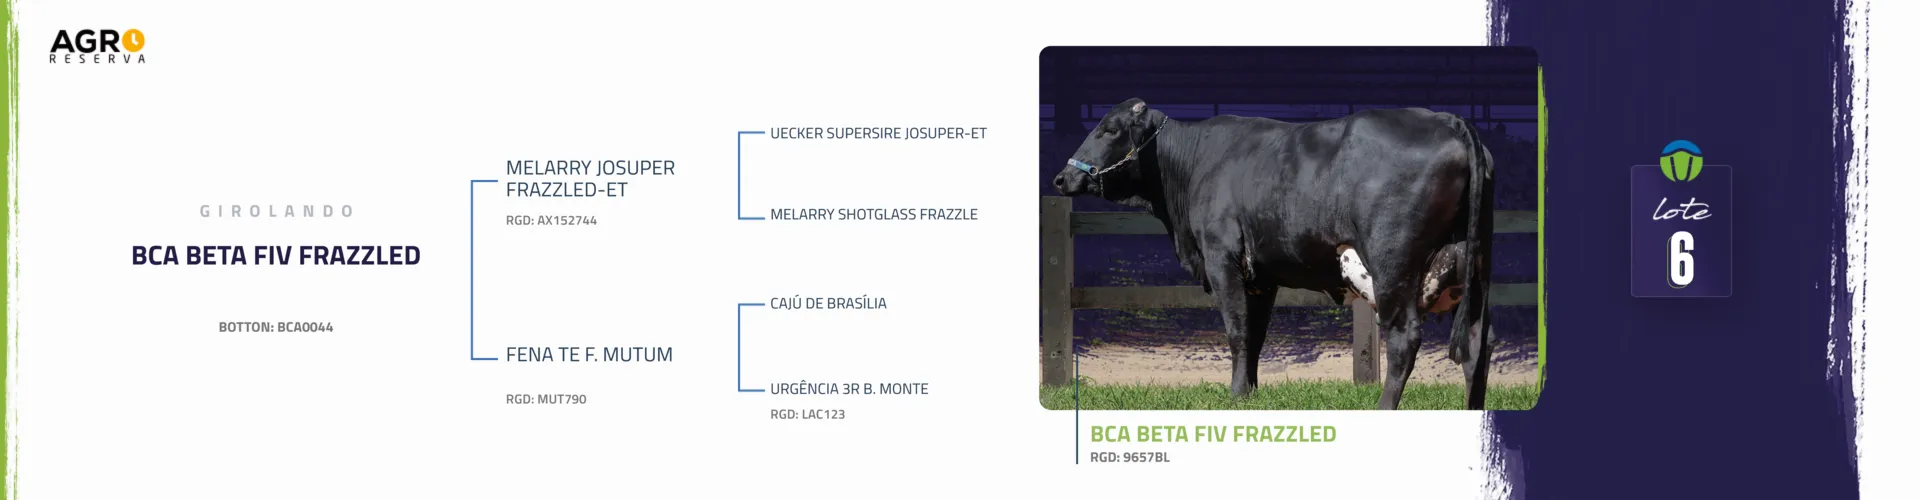 AGRO
RESERVA
GIROLANDO
BCA BETA FIV FRAZZLED
BOTTON: BCA0044
MELARRY JOSUPER
FRAZZLED-ET
RGD: AX152744
FENA TE F. MUTUM
RGD: MUT790
UECKER SUPERSIRE JOSUPER-ET
MELARRY SHOTGLASS FRAZZLE
CAJÚ DE BRASÍLIA
URGÊNCIA 3R B. MONTE
RGD: LAC123
BCA BETA FIV FRAZZLED
RGD: 9657BL
lote
6